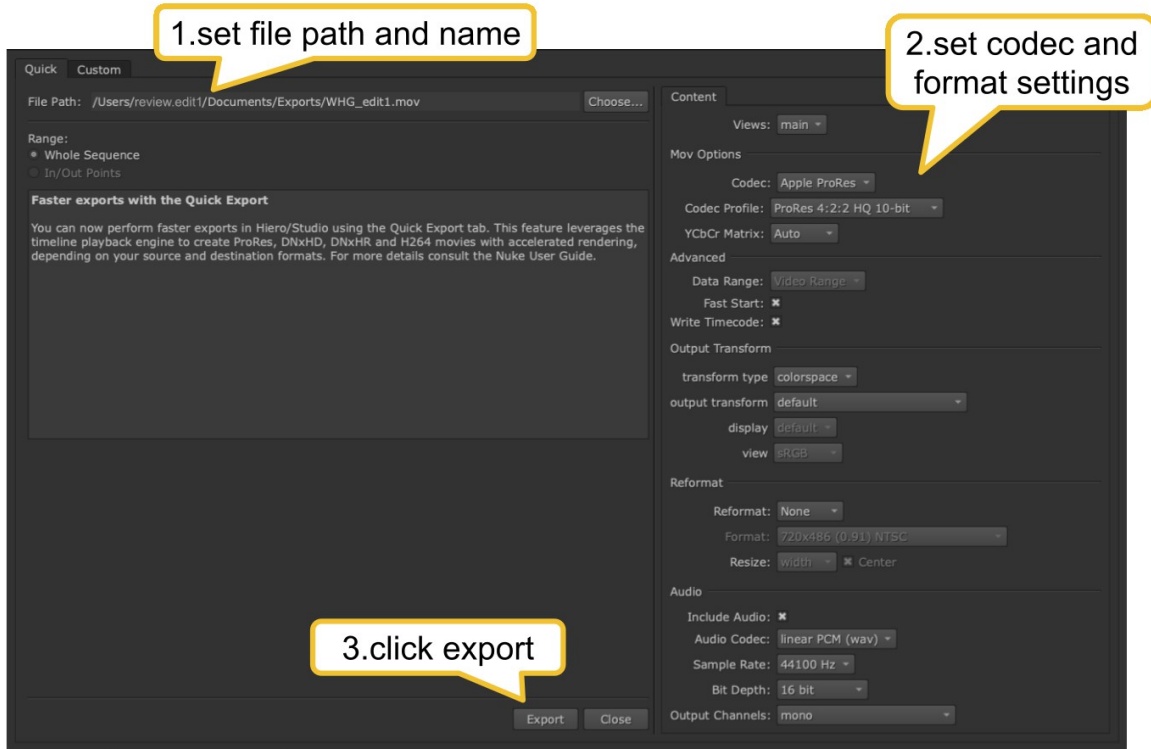 1.set file path and name
2.set codec and
format settings
Quick Custom
File Path: /Users/review.edit1/Documents/Exports/WHG_edit1.mov Choose...
Range:
Whole Sequence
In/Out Points
Faster exports with the Quick Export
You can now perform faster exports in Hiero/Studio using the Quick Export tab. This feature leverages the
timeline playback engine to create ProRes, DNxHD, DNxHR and H264 movies with accelerated rendering,
depending on your source and destination formats. For more details consult the Nuke User Guide.
3.click export
Export Close
Content
Views: main
Mov Options
Codec: Apple ProRes
Codec Profile: ProRes 4:2:2 HQ 10-bit
YCbCr Matrix: Auto
Advanced
Data Range: Video Range
Fast Start:
Write Timecode:
Output Transform
transform type colorspace
output transform default
display default
view sRGB
Reformat
Reformat: None
Format: 720x486 (0.91) NTSC
Resize: width Center
Audio
Include Audio:
Audio Codec: linear PCM (wav)
Sample Rate: 44100 Hz
Bit Depth: 16 bit
Output Channels: mono